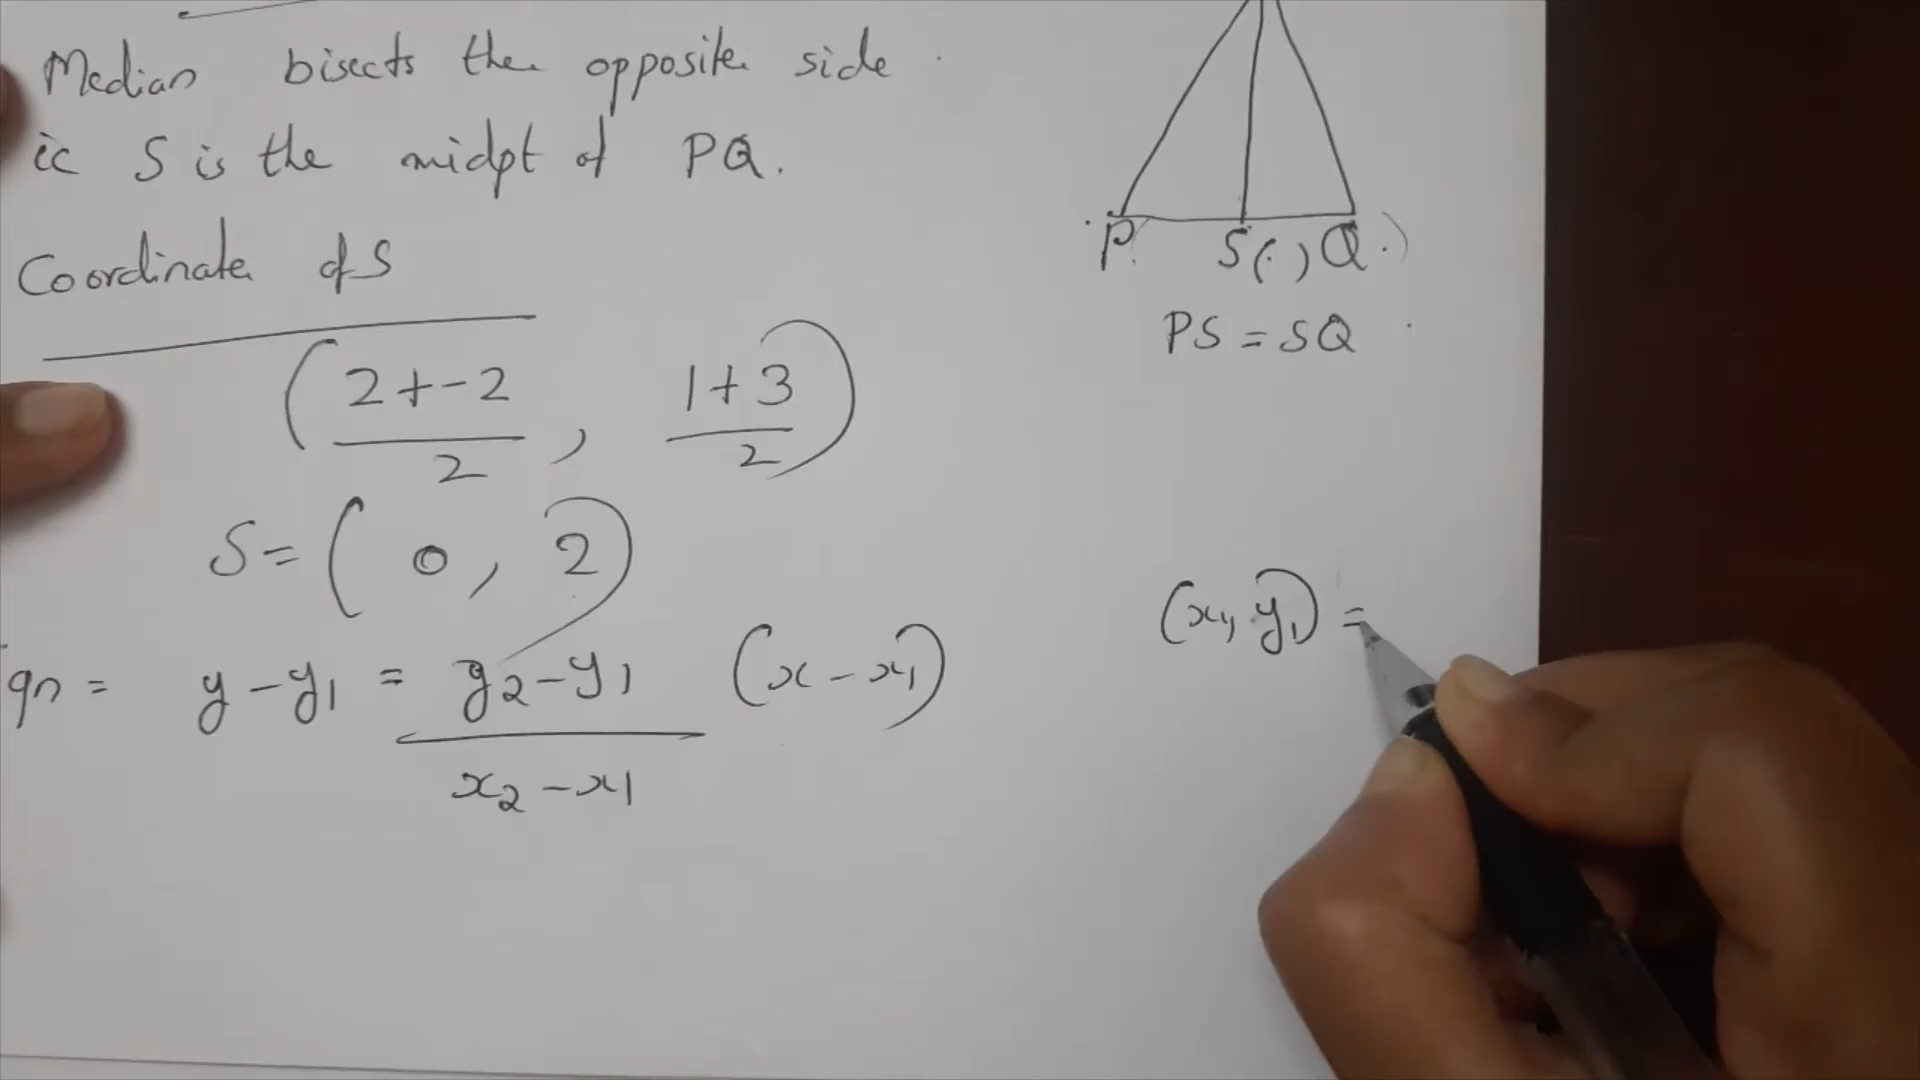 Median bisects the opposite side
ie S is the midpt of PQ.
Coordinate of S
(2+-2/2, 1+3/2)
S=(0, 2)
qn = y-y₁ = y₂-y₁/x₂-x₁ (x-x₁)
P S( ) Q
PS=SQ
(x₁, y₁) =